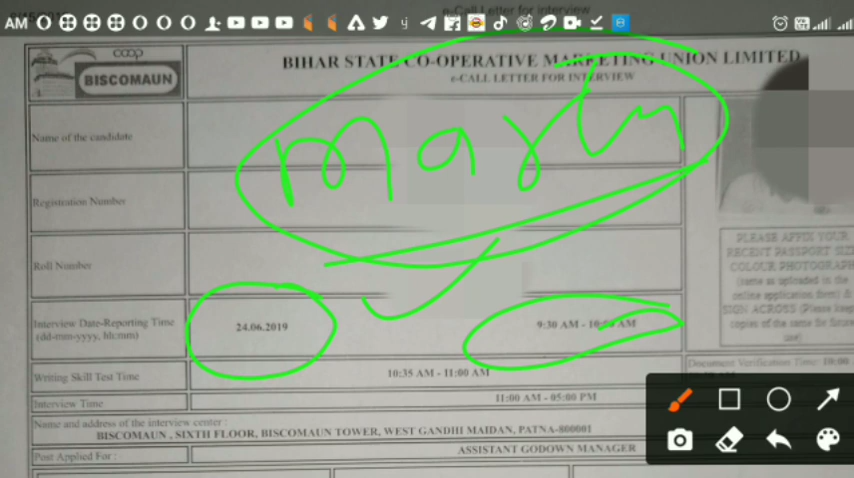 AM
e-Call Letter for interview
coop
BISCOMAUN
BIHAR STATE CO-OPERATIVE MARKETING UNION LIMITED
e-CALL LETTER FOR INTERVIEW
Name of the candidate
Registration Number
Roll Number
PLEASE AFFIX YOUR
RECENT PASSPORT SIZE
COLOUR PHOTOGRAPH
(same as uploaded in the
online application form) &
SIGN ACROSS (Please keep
copies of the same for future
use)
Interview Date-Reporting Time
(dd-mm-yyyy, hh:mm)
24.06.2019
9:30 AM - AM
Writing Skill Test Time
10:35 AM - 11:00 AM
Document Verification Time: 10:00
Interview Time
11:00 AM - 05:00 PM
Name and address of the interview center :
BISCOMAUN , SIXTH FLOOR, BISCOMAUN TOWER, WEST GANDHI MAIDAN, PATNA-800001
Post Applied For :
ASSISTANT GODOWN MANAGER